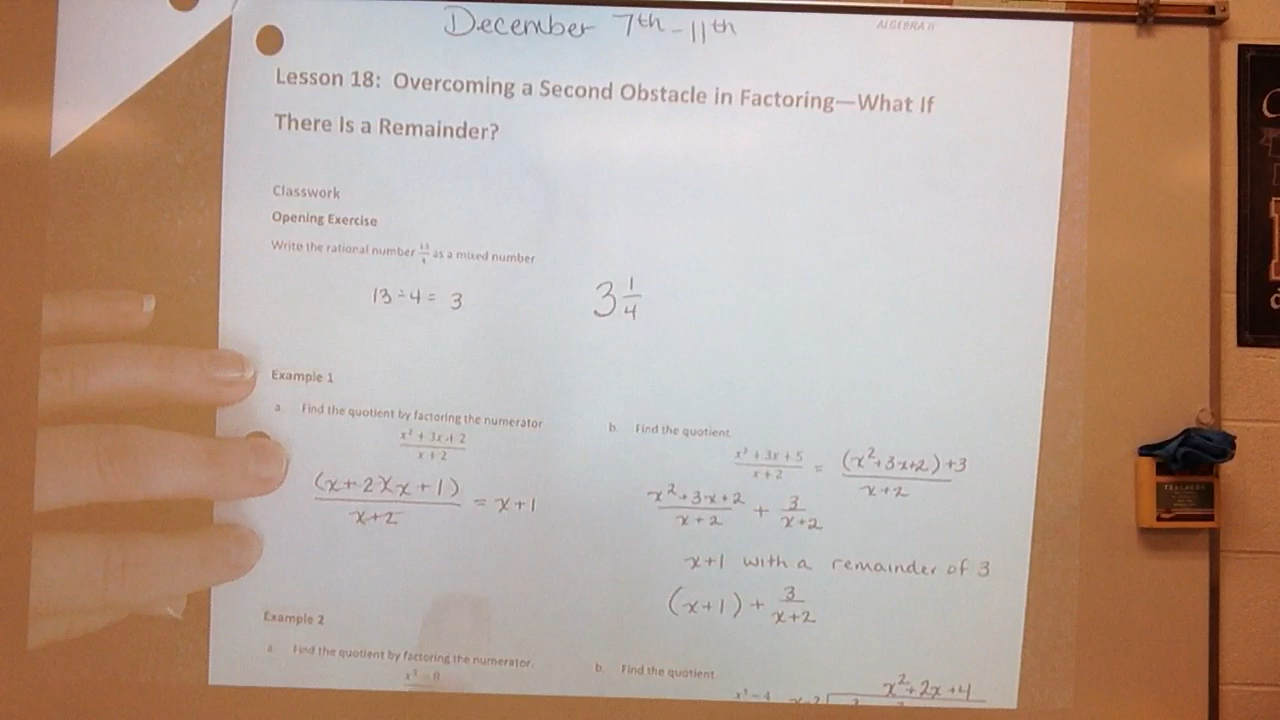 December 7th - 11th
ALGEBRA II
Lesson 18: Overcoming a Second Obstacle in Factoring—What If
There Is a Remainder?
Classwork
Opening Exercise
Write the rational number 13/4 as a mixed number
13 ÷ 4 = 3
3 1/4
Example 1
a. Find the quotient by factoring the numerator
(x² + 3x + 2)/(x + 2)
(x+2)(x+1)/(x+2) = x+1
b. Find the quotient.
(x² + 3x + 5)/(x + 2) = ((x²+3x+2)+3)/(x+2)
(x²+3x+2)/(x+2) + 3/(x+2)
x+1 with a remainder of 3
(x+1) + 3/(x+2)
Example 2
a. Find the quotient by factoring the numerator.
x³ − 8
b. Find the quotient
x³ − 4
x²+2x+4